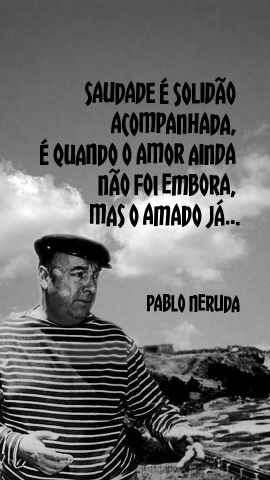 SAUDADE É SOLIDÃO
ACOMPANHADA,
É QUANDO O AMOR AINDA
NÃO FOI EMBORA,
MAS O AMADO JÁ...
PABLO NERUDA